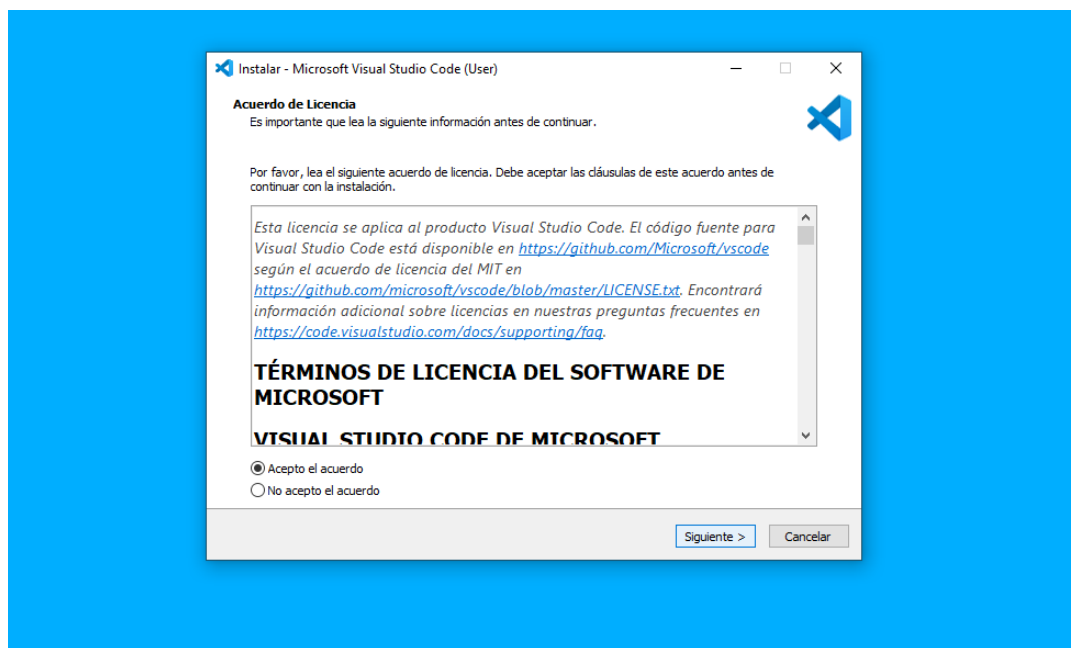 Instalar - Microsoft Visual Studio Code (User)
Acuerdo de Licencia
Es importante que lea la siguiente información antes de continuar.
Por favor, lea el siguiente acuerdo de licencia. Debe aceptar las cláusulas de este acuerdo antes de
continuar con la instalación.
Esta licencia se aplica al producto Visual Studio Code. El código fuente para
Visual Studio Code está disponible en https://github.com/Microsoft/vscode
según el acuerdo de licencia del MIT en
https://github.com/microsoft/vscode/blob/master/LICENSE.txt. Encontrará
información adicional sobre licencias en nuestras preguntas frecuentes en
https://code.visualstudio.com/docs/supporting/faq.
TÉRMINOS DE LICENCIA DEL SOFTWARE DE
MICROSOFT
VISUAL STUDIO CODE DE MICROSOFT
Acepto el acuerdo
No acepto el acuerdo
Siguiente >
Cancelar